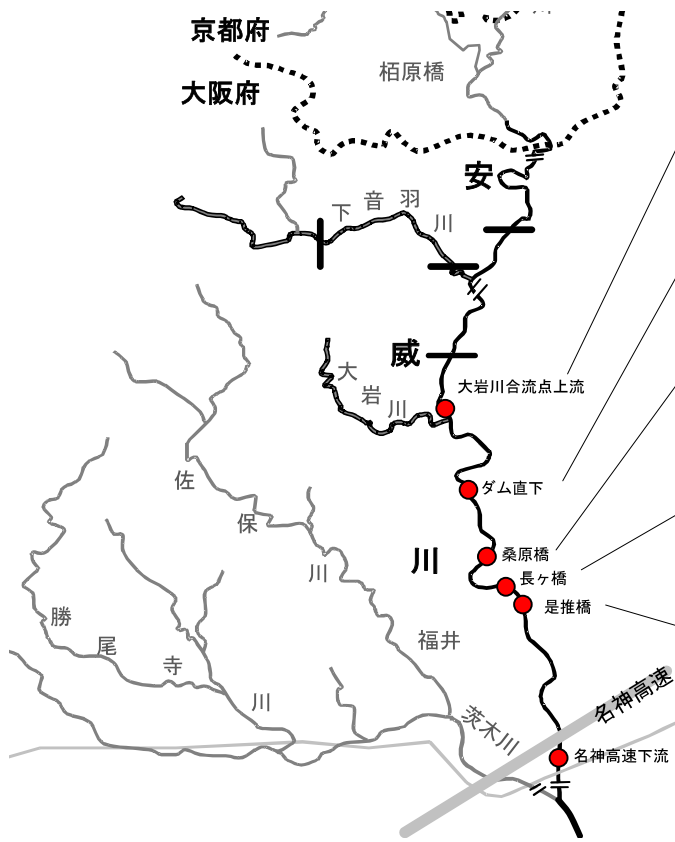 京都府
栢原橋
大阪府
安
下音羽川
威
大岩川合流点上流
大岩川
佐保川
ダム直下
川
桑原橋
長ヶ橋
是推橋
勝尾寺川
福井
茨木川
名神高速
名神高速下流